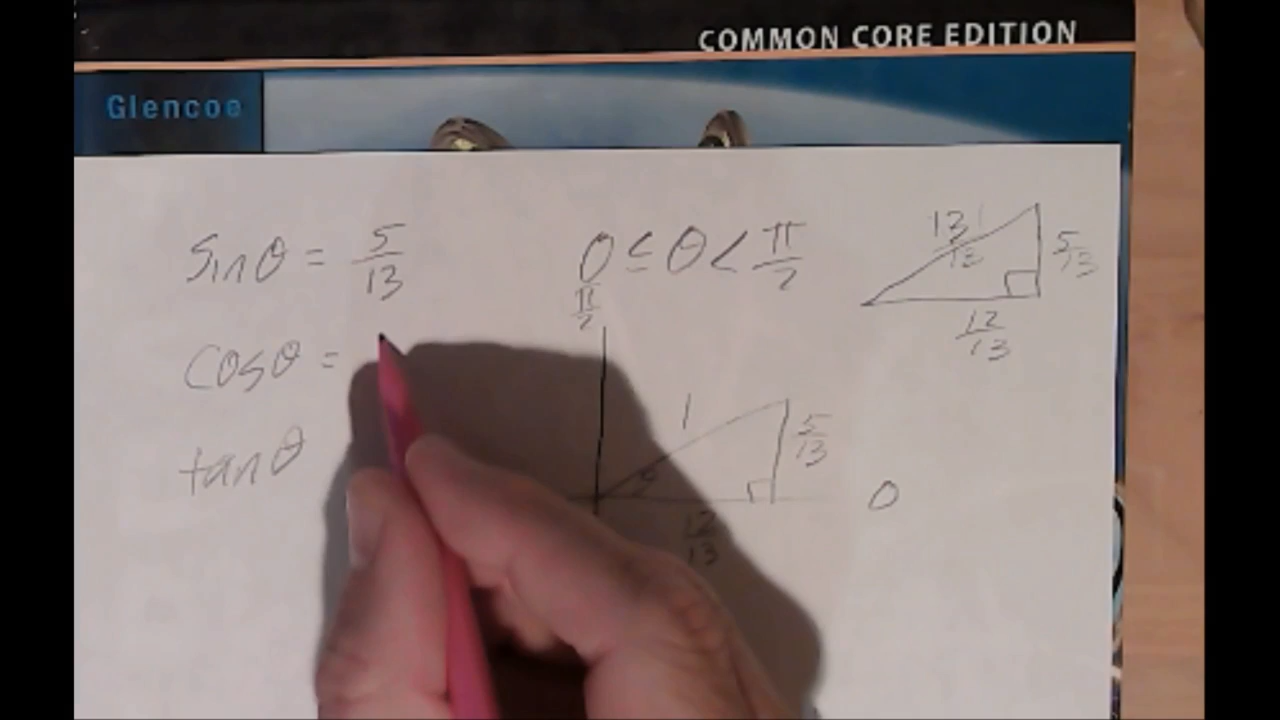 COMMON CORE EDITION
Glencoe
sinθ = 5/13
0 ≤ θ < π/2
13 1
5/13
12/13
π/2
cosθ =
1
5/13
tanθ
0
12/13